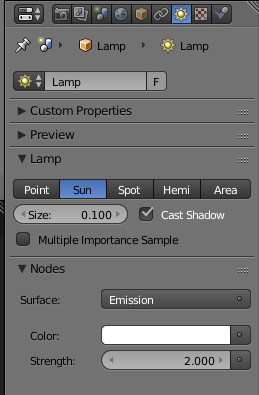 Lamp Lamp
Lamp F
Custom Properties
Preview
Lamp
Point Sun Spot Hemi Area
Size: 0.100 Cast Shadow
Multiple Importance Sample
Nodes
Surface: Emission
Color:
Strength: 2.000